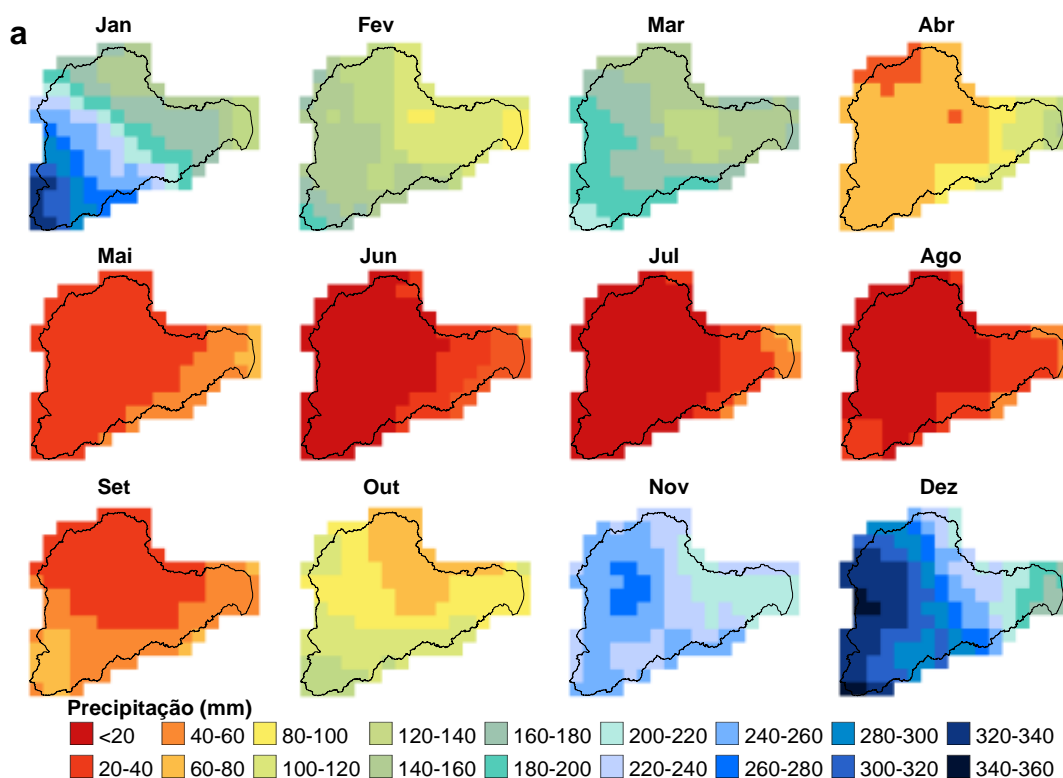 a
Jan Fev Mar Abr
Mai Jun Jul Ago
Set Out Nov Dez
Precipitação (mm)
<20 40-60 80-100 120-140 160-180 200-220 240-260 280-300 320-340
20-40 60-80 100-120 140-160 180-200 220-240 260-280 300-320 340-360